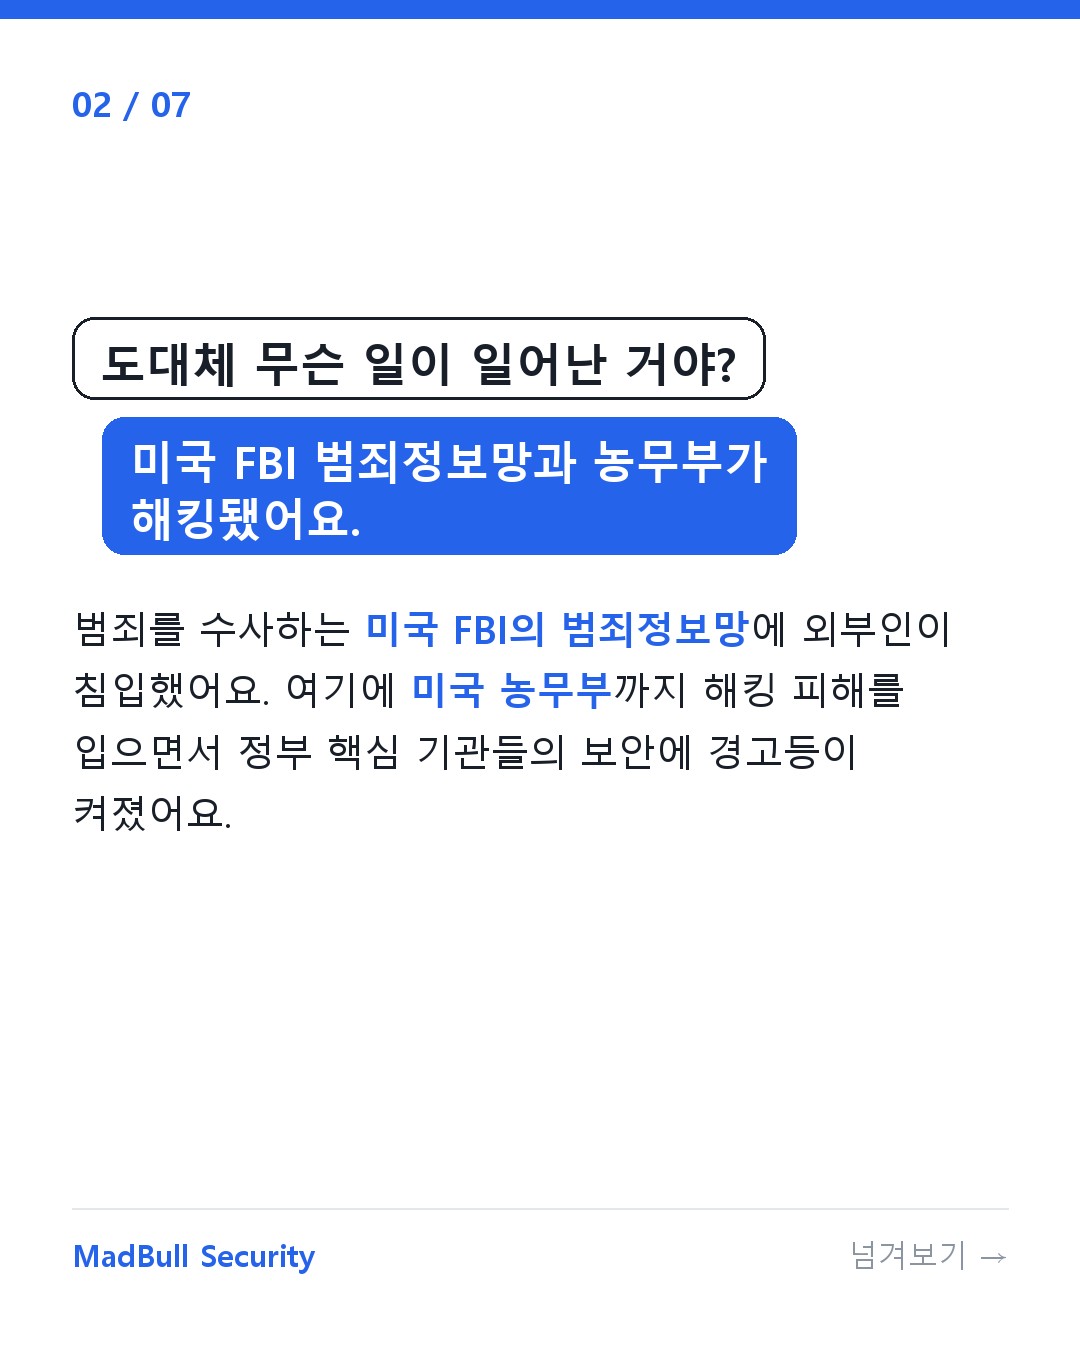 02 / 07
도대체 무슨 일이 일어난 거야?
미국 FBI 범죄정보망과 농무부가
해킹됐어요.
범죄를 수사하는 미국 FBI의 범죄정보망에 외부인이
침입했어요. 여기에 미국 농무부까지 해킹 피해를
입으면서 정부 핵심 기관들의 보안에 경고등이
켜졌어요.
MadBull Security
넘겨보기 →